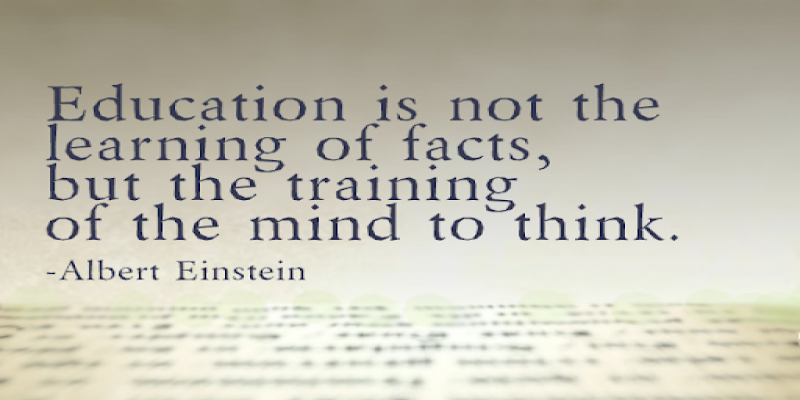 Education is not the
learning of facts,
but the training
of the mind to think.
-Albert Einstein